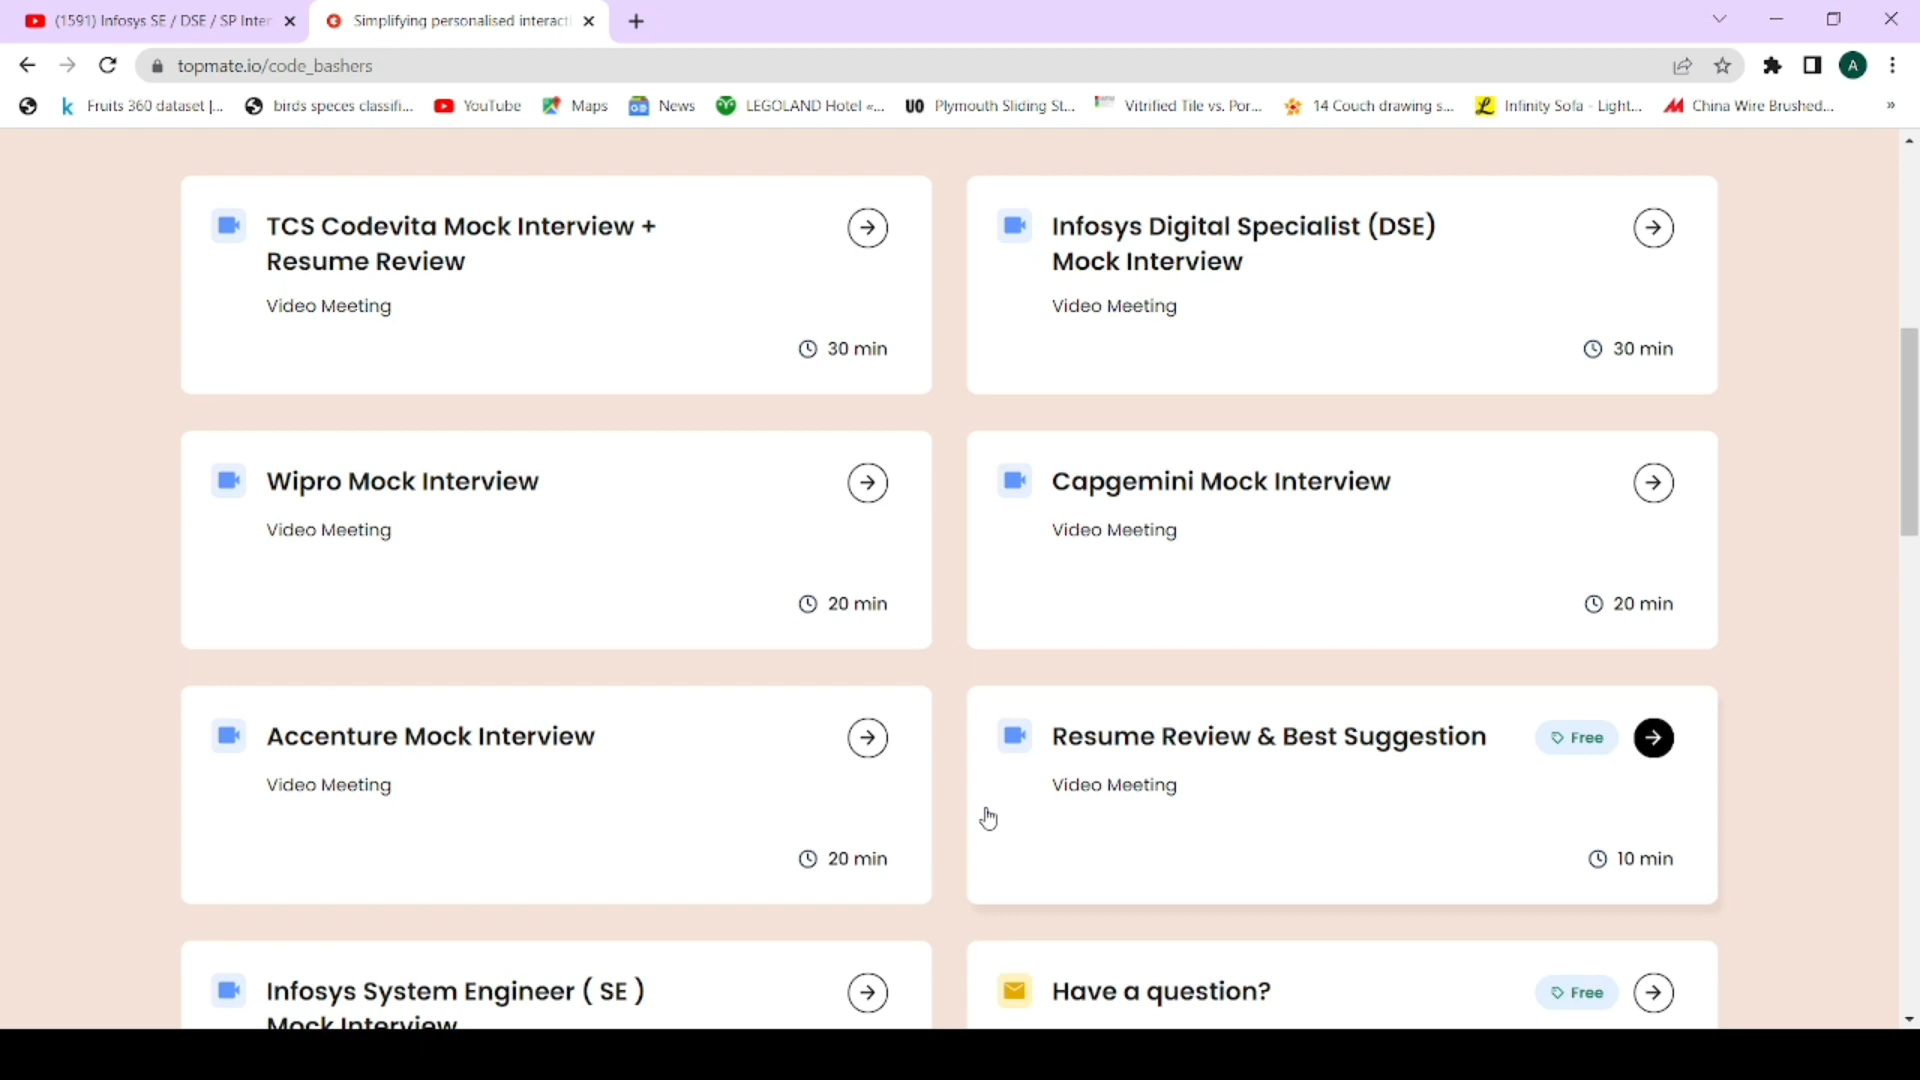 (1591) Infosys SE / DSE / SP Inter
Simplifying personalised interacti
topmate.io/code_bashers
A
Fruits 360 dataset |...
birds speces classifi...
YouTube
Maps
News
LEGOLAND Hotel «...
UO Plymouth Sliding St...
Vitrified Tile vs. Por...
14 Couch drawing s...
Infinity Sofa - Light...
China Wire Brushed...
»
TCS Codevita Mock Interview +
Resume Review
Video Meeting
30 min
Infosys Digital Specialist (DSE)
Mock Interview
Video Meeting
30 min
Wipro Mock Interview
Video Meeting
20 min
Capgemini Mock Interview
Video Meeting
20 min
Accenture Mock Interview
Video Meeting
20 min
Resume Review & Best Suggestion
Free
Video Meeting
10 min
Infosys System Engineer ( SE )
Mock Interview
Have a question?
Free